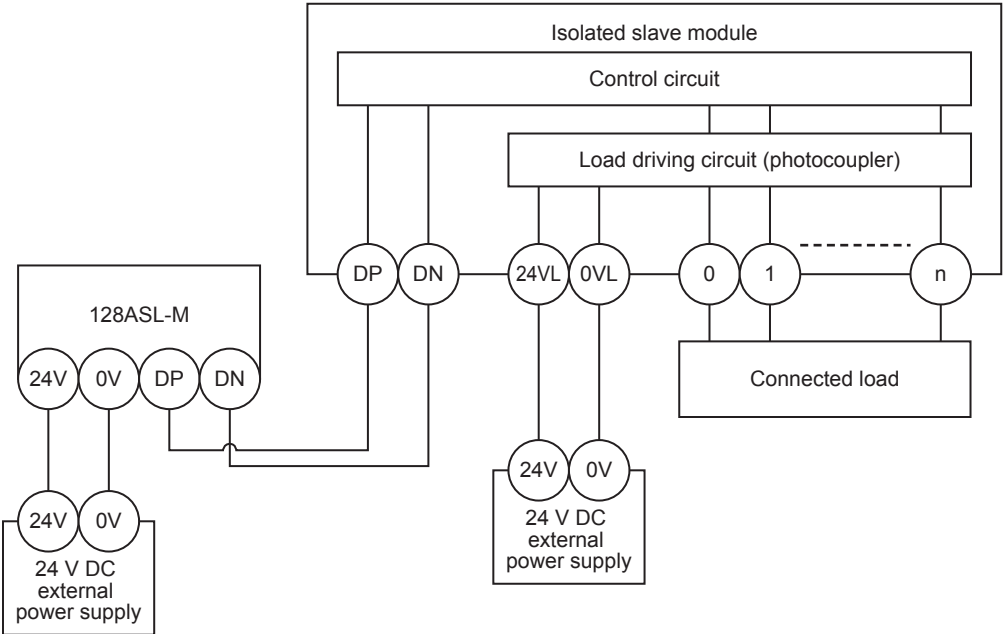 Isolated slave module
Control circuit
Load driving circuit (photocoupler)
DP DN 24VL 0VL 0 1 n
128ASL-M
24V 0V DP DN
Connected load
24V 0V
24 V DC
external
power supply
24V 0V
24 V DC
external
power supply